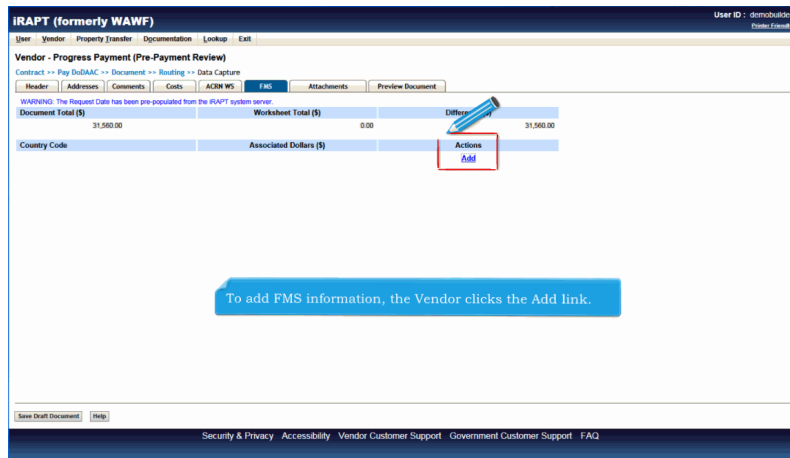 iRAPT (formerly WAWF)
User ID : demobuilde
Printer Friendl
User Vendor Property Transfer Documentation Lookup Exit
Vendor - Progress Payment (Pre-Payment Review)
Contract >> Pay DoDAAC >> Document >> Routing >> Data Capture
Header Addresses Comments Costs ACRN WS FMS Attachments Preview Document
WARNING: The Request Date has been pre-populated from the iRAPT system server.
Document Total ($) Worksheet Total ($)
31,560.00 0.00 31,560.00
Country Code Associated Dollars ($) Actions
Add
To add FMS information, the Vendor clicks the Add link.
Save Draft Document Help
Security & Privacy Accessibility Vendor Customer Support Government Customer Support FAQ